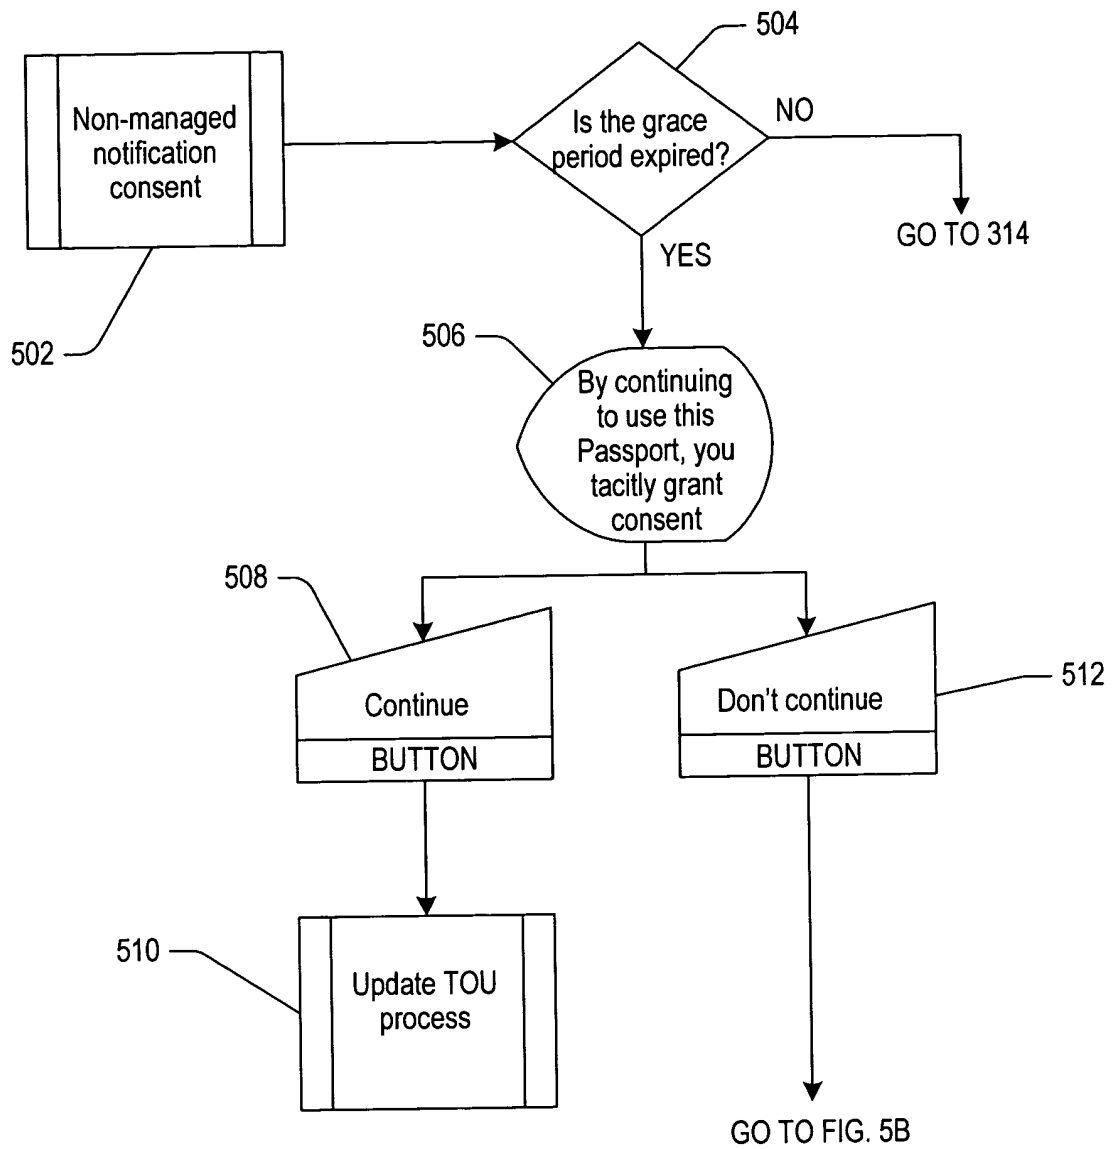 504
Non-managed
notification
consent
Is the grace
period expired?
NO
GO TO 314
YES
502
506
By continuing
to use this
Passport, you
tacitly grant
consent
508
Continue
BUTTON
Don't continue
BUTTON
512
510
Update TOU
process
GO TO FIG. 5B